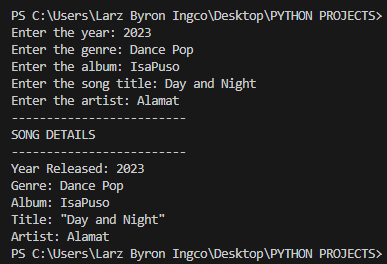 PS C:\Users\Larz Byron Ingco\Desktop\PYTHON PROJECTS>
Enter the year: 2023
Enter the genre: Dance Pop
Enter the album: IsaPuso
Enter the song title: Day and Night
Enter the artist: Alamat
-------------------------
SONG DETAILS
-------------------------
Year Released: 2023
Genre: Dance Pop
Album: IsaPuso
Title: "Day and Night"
Artist: Alamat
PS C:\Users\Larz Byron Ingco\Desktop\PYTHON PROJECTS>